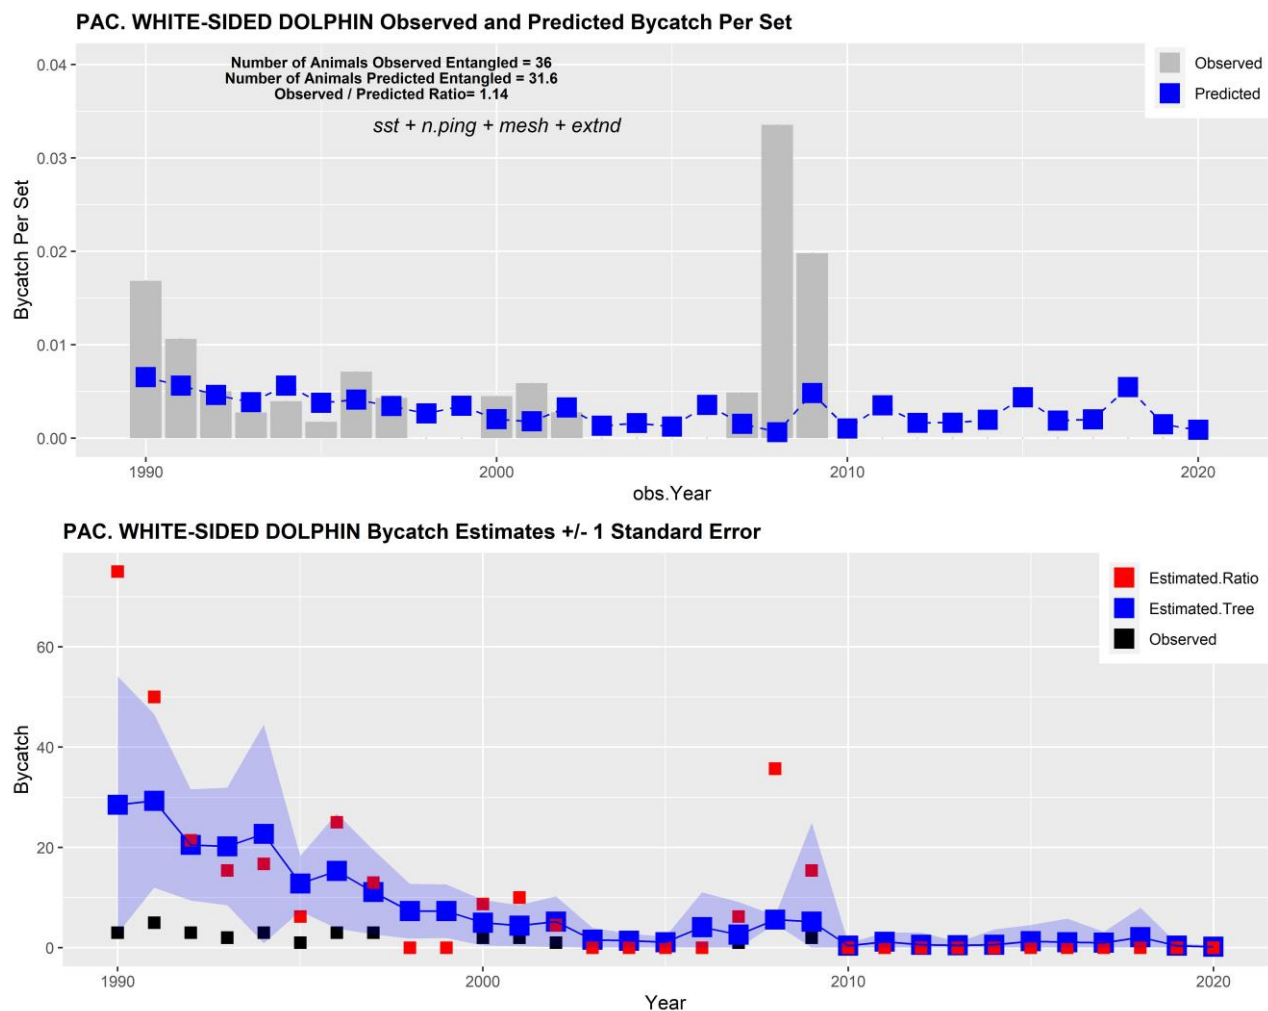 PAC. WHITE-SIDED DOLPHIN Observed and Predicted Bycatch Per Set
Number of Animals Observed Entangled = 36
Number of Animals Predicted Entangled = 31.6
Observed / Predicted Ratio= 1.14
sst + n.ping + mesh + extnd
Observed
Predicted
Bycatch Per Set
0.04
0.03
0.02
0.01
0.00
1990
2000
2010
2020
obs.Year
PAC. WHITE-SIDED DOLPHIN Bycatch Estimates +/- 1 Standard Error
Estimated.Ratio
Estimated.Tree
Observed
Bycatch
60
40
20
0
1990
2000
2010
2020
Year